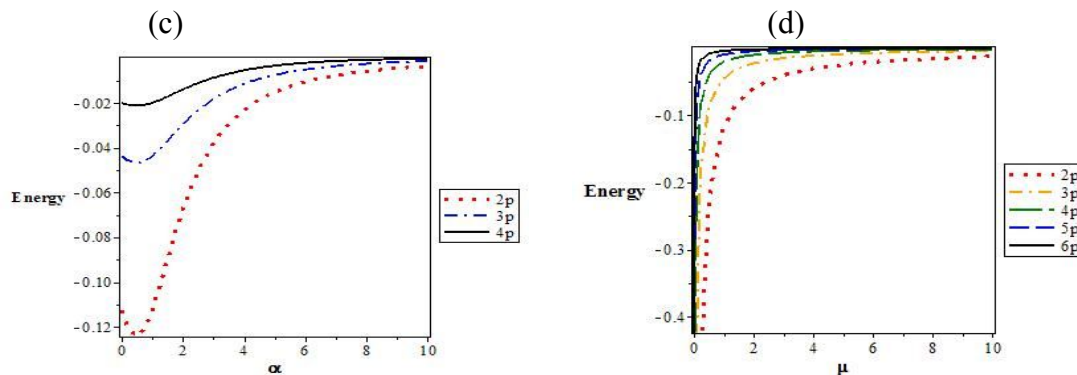 (c)
(d)
-0.02
-0.04
-0.06
-0.08
-0.10
-0.12
Energy
0 2 4 6 8 10
α
2p
3p
4p
-0.1
-0.2
-0.3
-0.4
Energy
0 2 4 6 8 10
μ
2p
3p
4p
5p
6p